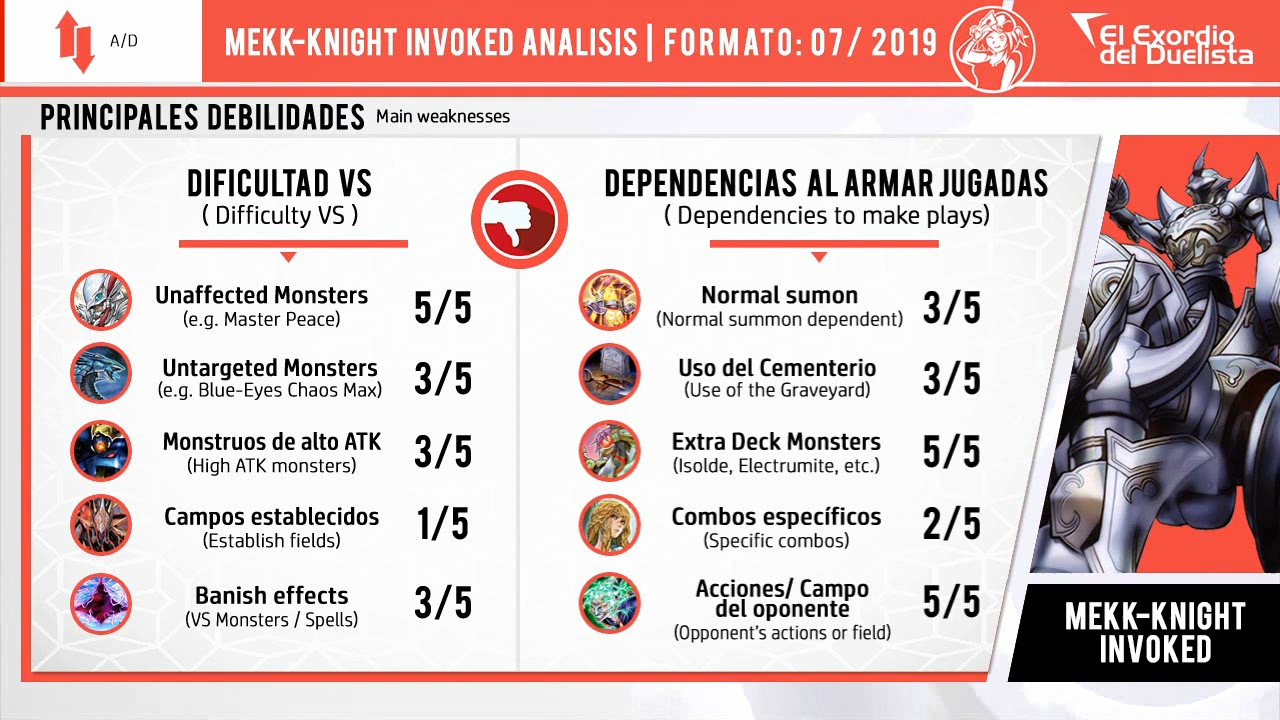 A/D
MEKK-KNIGHT INVOKED ANALISIS | FORMATO: 07/ 2019
El Exordio
del Duelista
PRINCIPALES DEBILIDADES Main weaknesses
DIFICULTAD VS
( Difficulty VS )
Unaffected Monsters 5/5
(e.g. Master Peace)
Untargeted Monsters 3/5
(e.g. Blue-Eyes Chaos Max)
Monstruos de alto ATK 3/5
(High ATK monsters)
Campos establecidos 1/5
(Establish fields)
Banish effects 3/5
(VS Monsters / Spells)
DEPENDENCIAS AL ARMAR JUGADAS
( Dependencies to make plays)
Normal sumon 3/5
(Normal summon dependent)
Uso del Cementerio 3/5
(Use of the Graveyard)
Extra Deck Monsters 5/5
(Isolde, Electrumite, etc.)
Combos específicos 2/5
(Specific combos)
Acciones/ Campo
del oponente 5/5
(Opponent's actions or field)
MEKK-KNIGHT
INVOKED